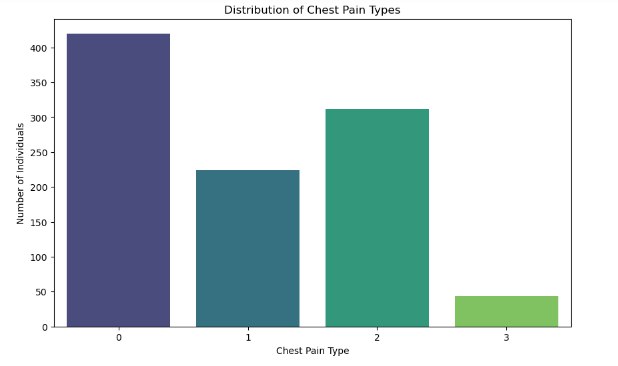 Distribution of Chest Pain Types
Number of Individuals
400
350
300
250
200
150
100
50
0
0 1 2 3
Chest Pain Type